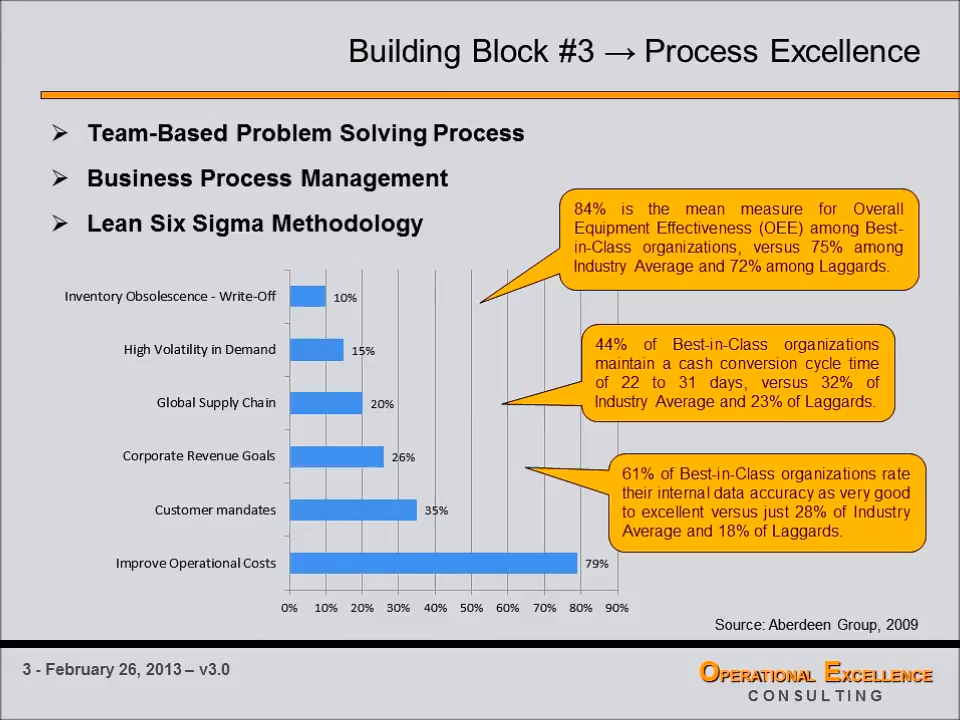 Building Block #3 → Process Excellence
➢ Team-Based Problem Solving Process
➢ Business Process Management
➢ Lean Six Sigma Methodology
84% is the mean measure for Overall
Equipment Effectiveness (OEE) among Best-
in-Class organizations, versus 75% among
Industry Average and 72% among Laggards.
44% of Best-in-Class organizations
maintain a cash conversion cycle time
of 22 to 31 days, versus 32% of
Industry Average and 23% of Laggards.
61% of Best-in-Class organizations rate
their internal data accuracy as very good
to excellent versus just 28% of Industry
Average and 18% of Laggards.
Inventory Obsolescence - Write-Off 10%
High Volatility in Demand 15%
Global Supply Chain 20%
Corporate Revenue Goals 26%
Customer mandates 35%
Improve Operational Costs 79%
0% 10% 20% 30% 40% 50% 60% 70% 80% 90%
Source: Aberdeen Group, 2009
3 - February 26, 2013 – v3.0
OPERATIONAL EXCELLENCE
CONSULTING